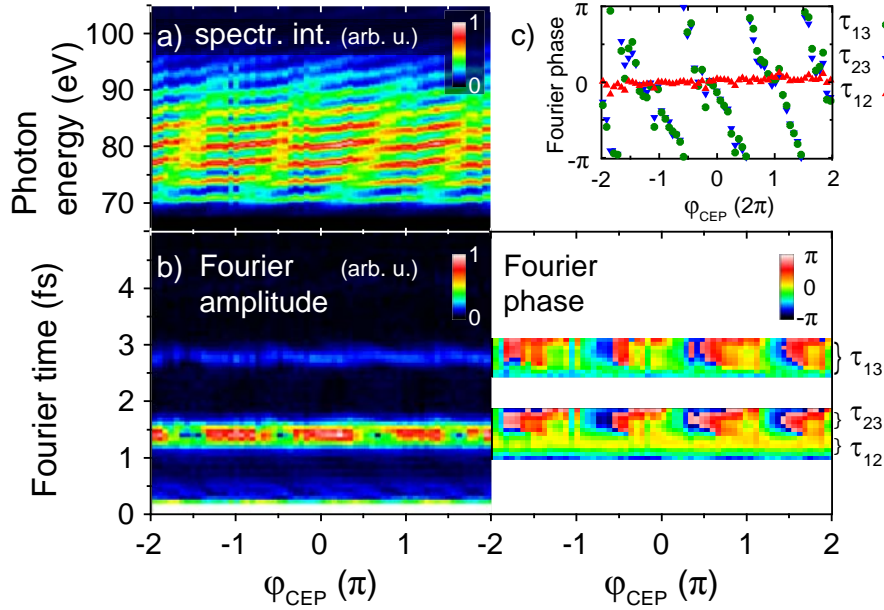 a) spectr. int. (arb. u.)
1
0
100
90
80
70
Photon
energy (eV)
c)
π
0
-π
Fourier phase
-2 -1 0 1 2
φCEP (2π)
τ13
τ23
τ12
b) Fourier (arb. u.)
amplitude
1
0
Fourier
phase
π
0
-π
4
3
2
1
0
Fourier time (fs)
τ13
τ23
τ12
-2 -1 0 1 -2 -1 0 1 2
φCEP (π) φCEP (π)